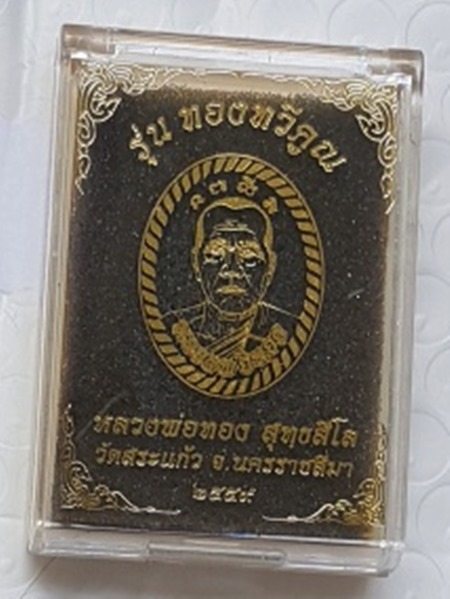 รุ่น ทองทวีคูณ
หลวงพ่อทอง สุทธสีโล
วัดสระแก้ว จ.นครราชสีมา
๒๕๕๙